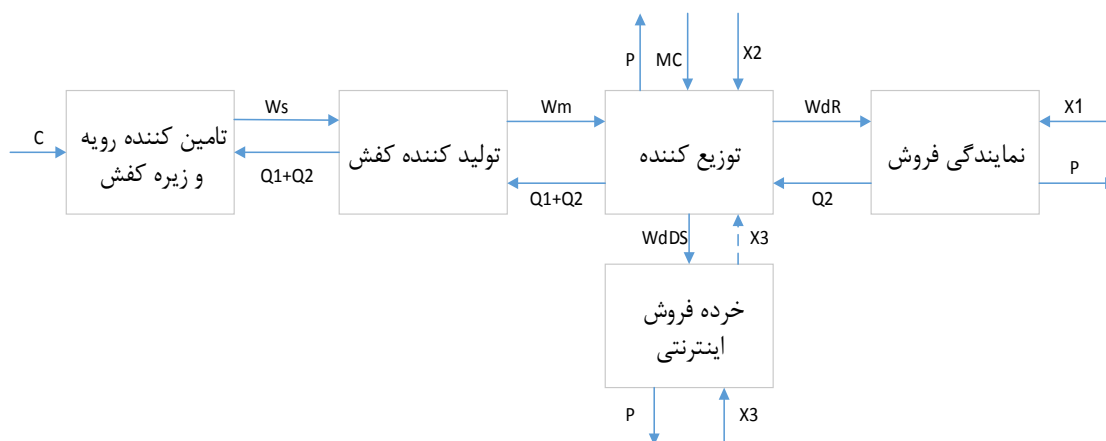 P
MC
X2
C
تامین کننده رویه
و زیره کفش
Ws
Q1+Q2
تولید کننده کفش
Wm
Q1+Q2
توزیع کننده
WdR
Q2
نمایندگی فروش
X1
P
WdDS
X3
خرده فروش
اینترنتی
P
X3